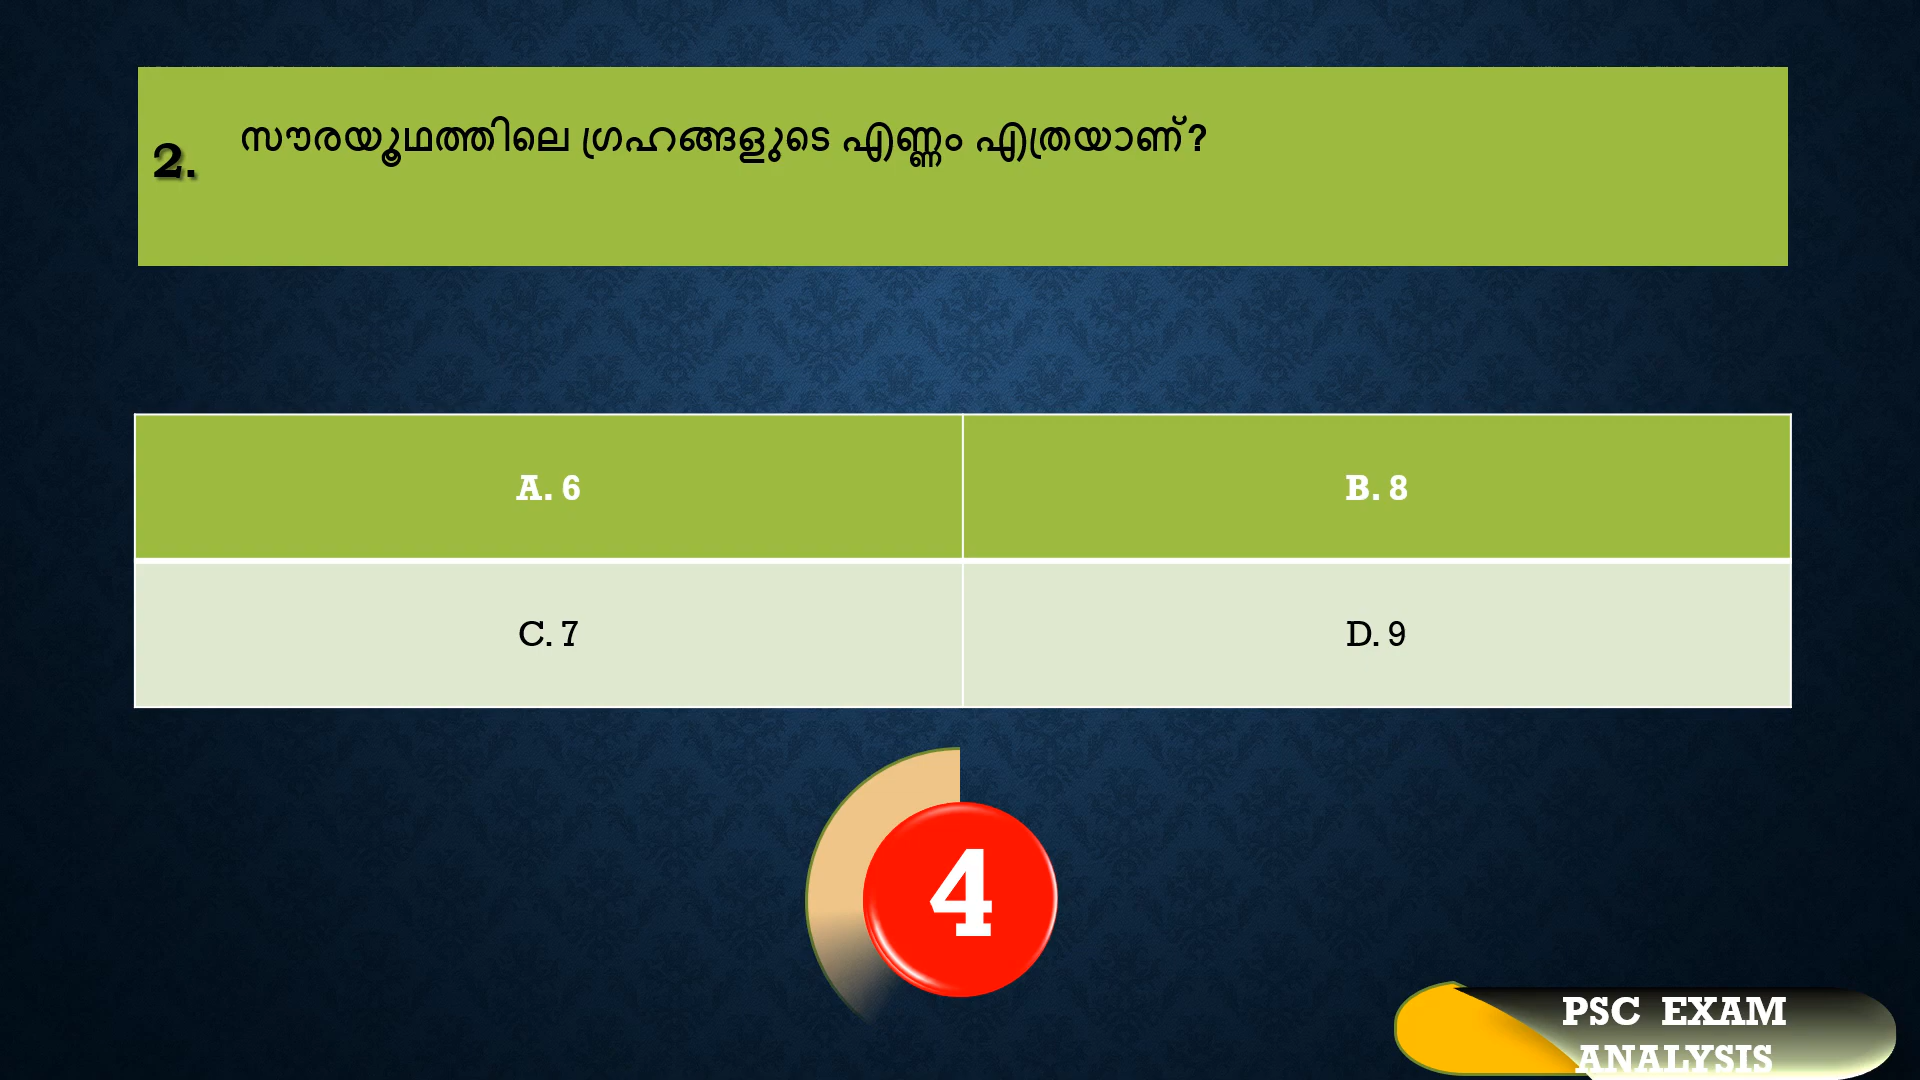 2. സൗരയൂഥത്തിലെ ഗ്രഹങ്ങളുടെ എണ്ണം എത്രയാണ്?
A. 6
B. 8
C. 7
D. 9
4
PSC EXAM
ANALYSIS